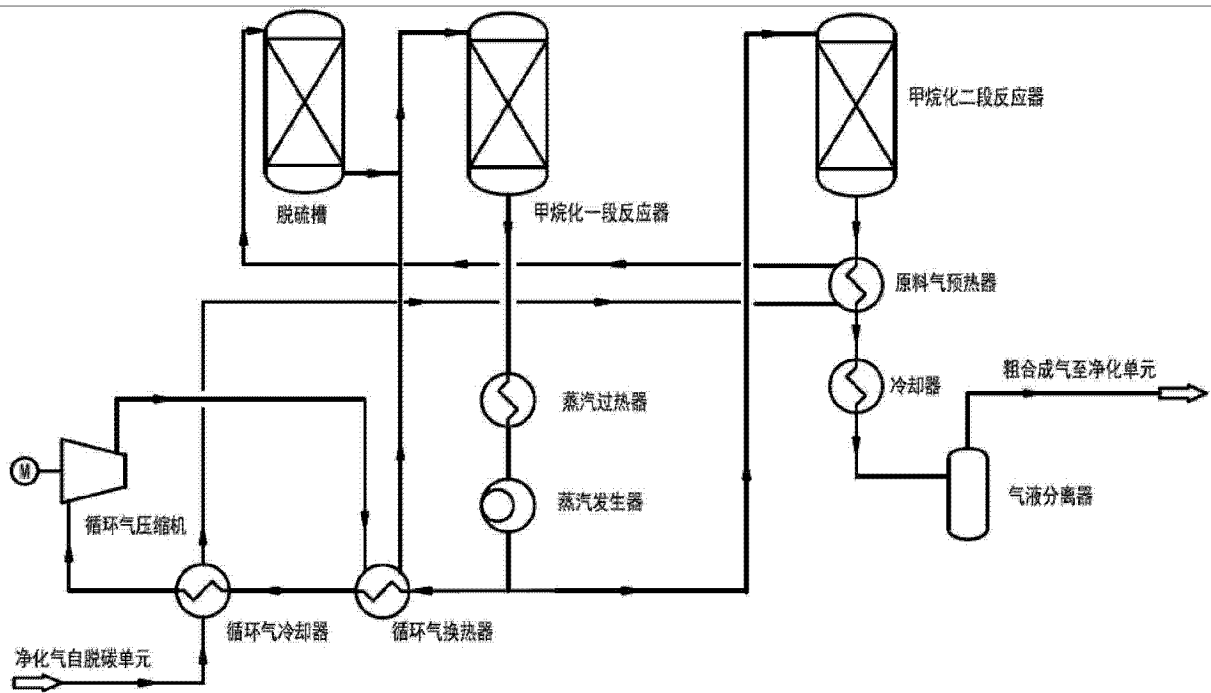 甲烷化二段反应器
脱硫槽
甲烷化一段反应器
原料气预热器
粗合成气至净化单元
冷却器
蒸汽过热器
M
蒸汽发生器
气液分离器
循环气压缩机
循环气冷却器
循环气换热器
净化气自脱碳单元